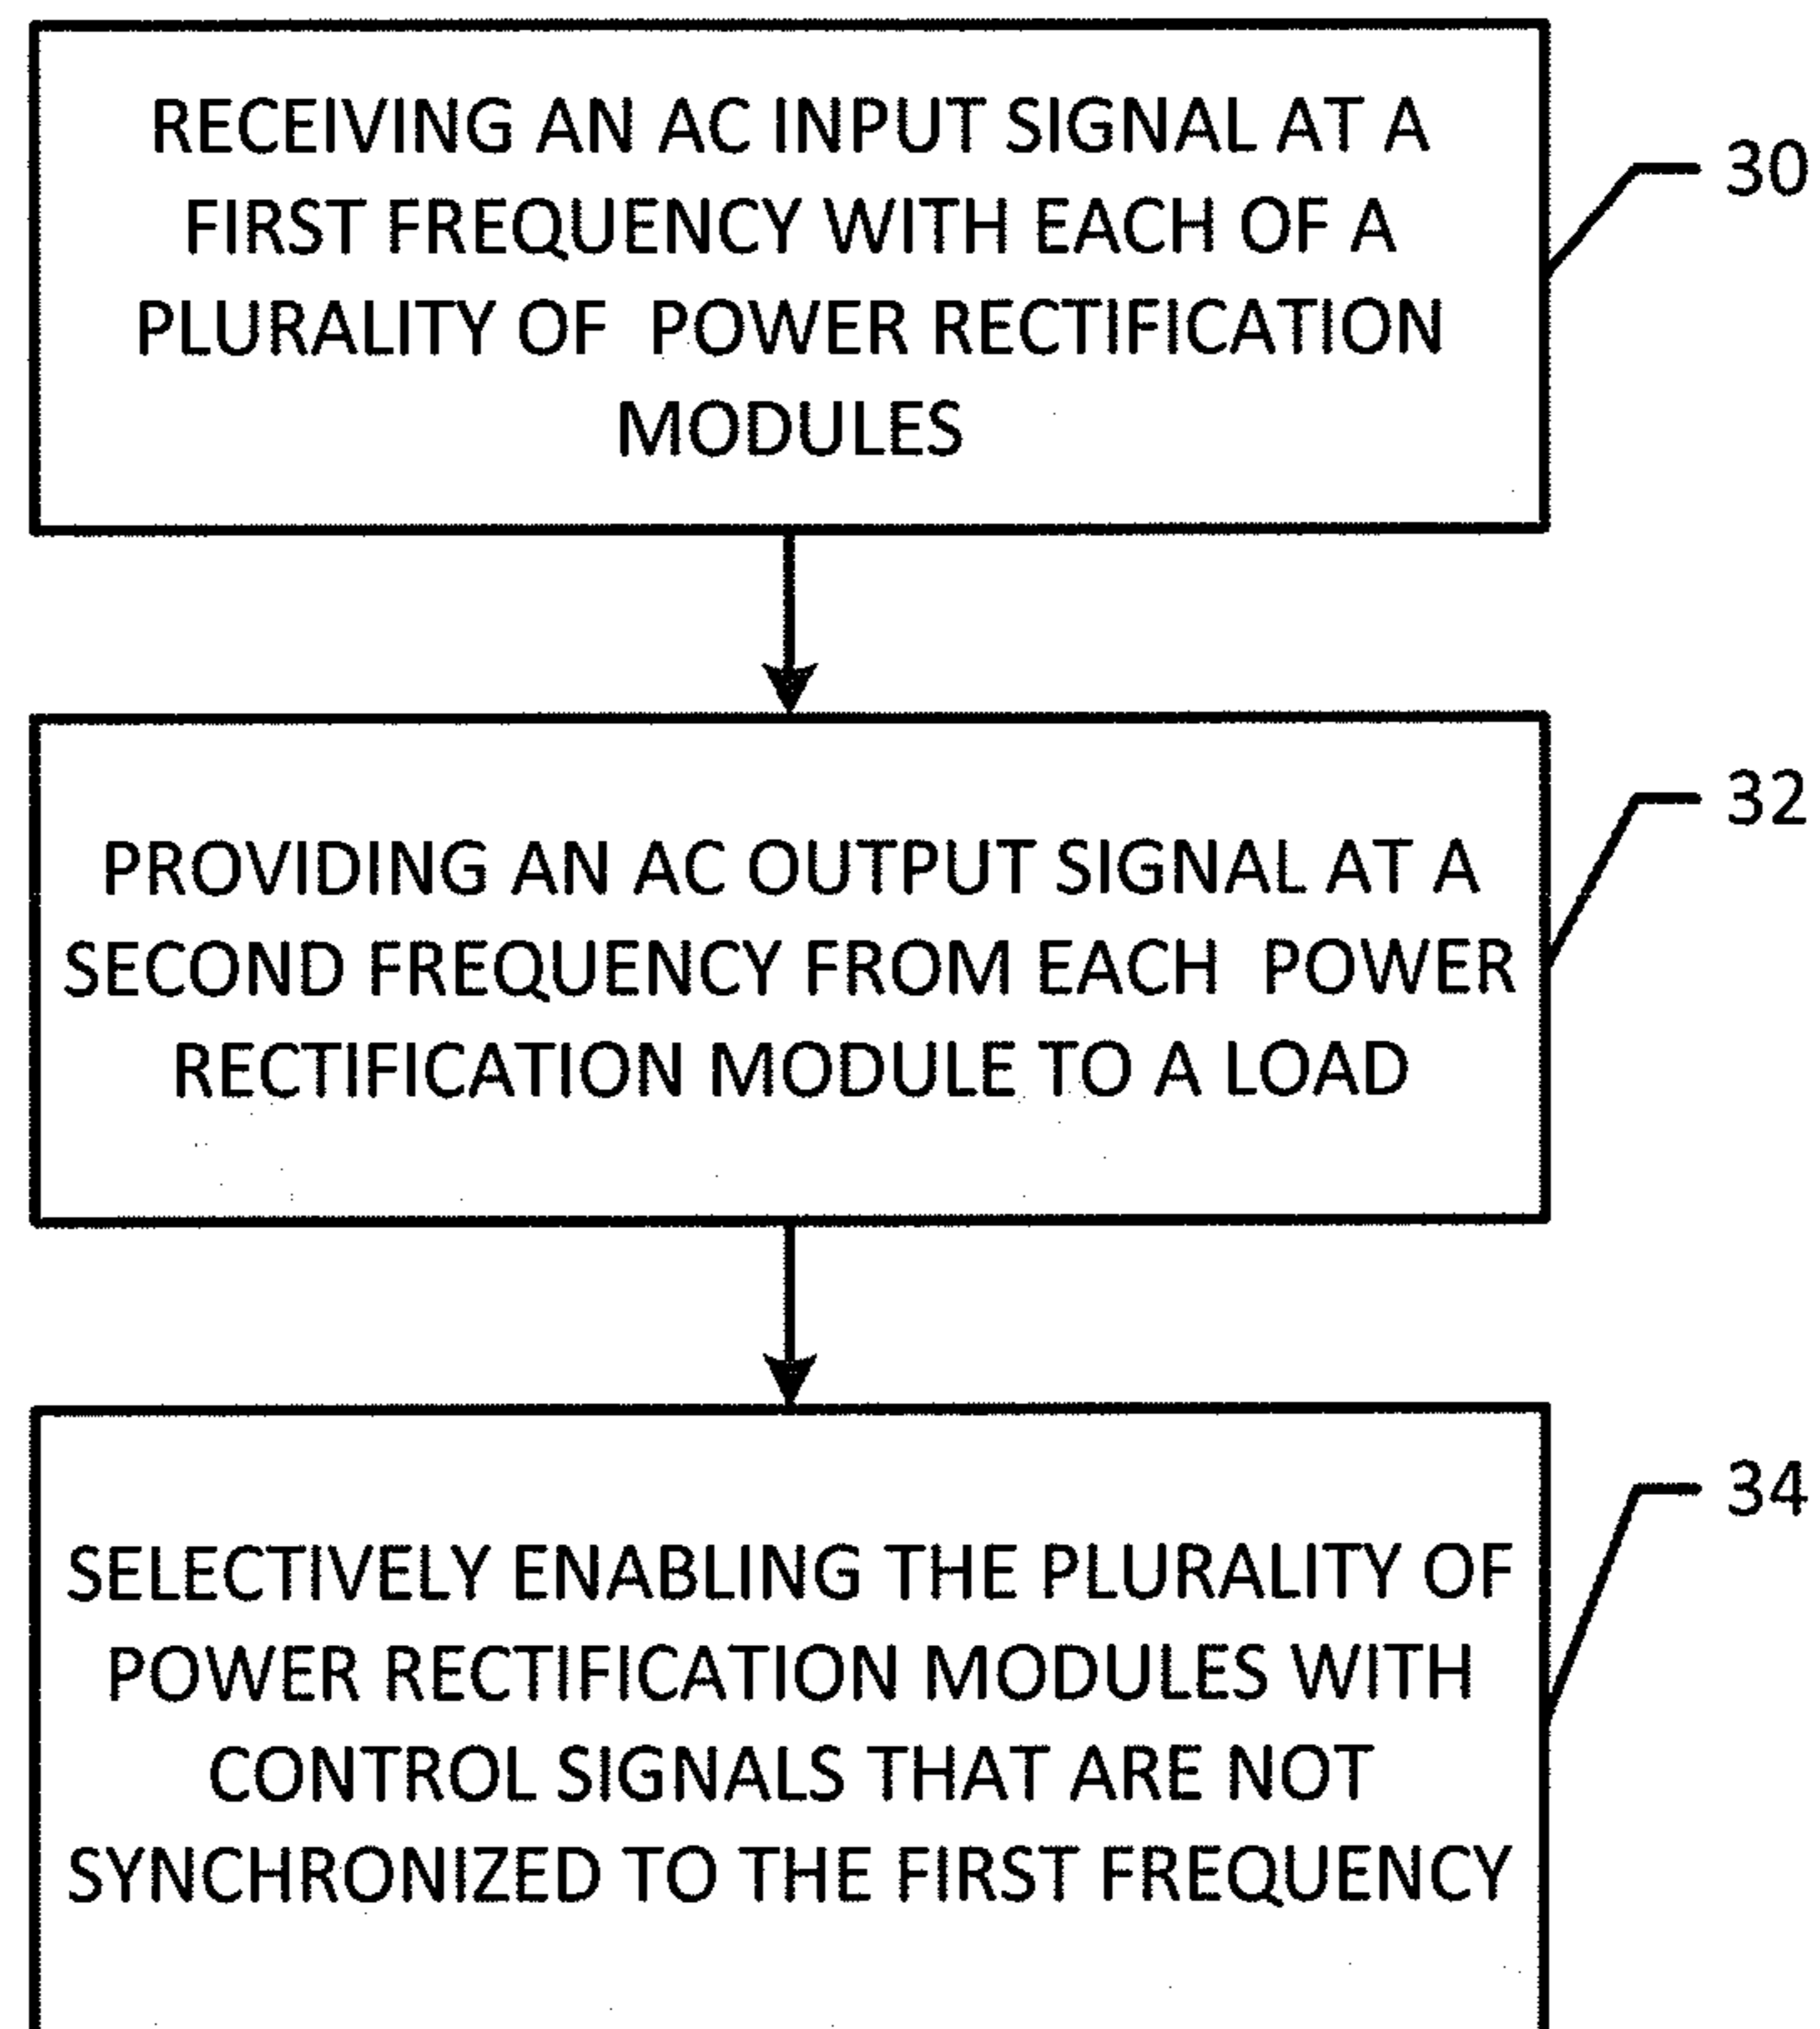 RECEIVING AN AC INPUT SIGNAL AT A
FIRST FREQUENCY WITH EACH OF A
PLURALITY OF POWER RECTIFICATION
MODULES
30
PROVIDING AN AC OUTPUT SIGNAL AT A
SECOND FREQUENCY FROM EACH POWER
RECTIFICATION MODULE TO A LOAD
32
SELECTIVELY ENABLING THE PLURALITY OF
POWER RECTIFICATION MODULES WITH
CONTROL SIGNALS THAT ARE NOT
SYNCHRONIZED TO THE FIRST FREQUENCY
34